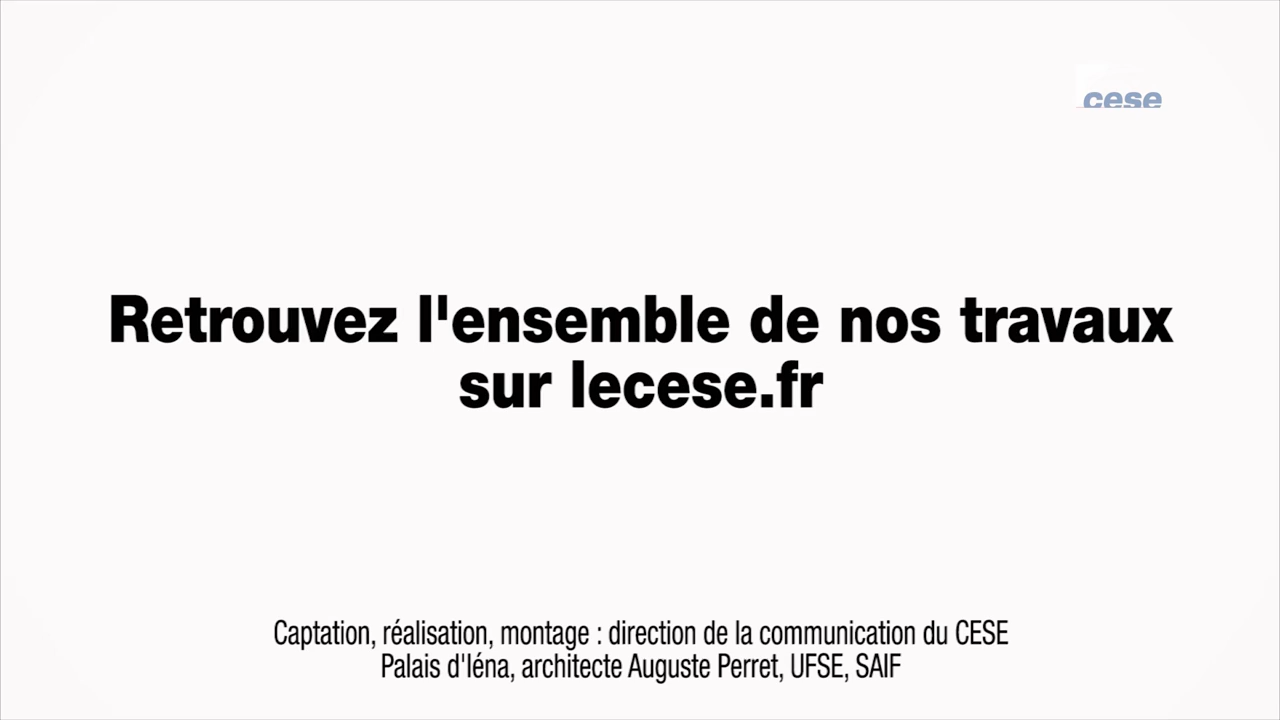 cese
Retrouvez l'ensemble de nos travaux
sur lecese.fr
Captation, réalisation, montage : direction de la communication du CESE
Palais d'Iéna, architecte Auguste Perret, UFSE, SAIF